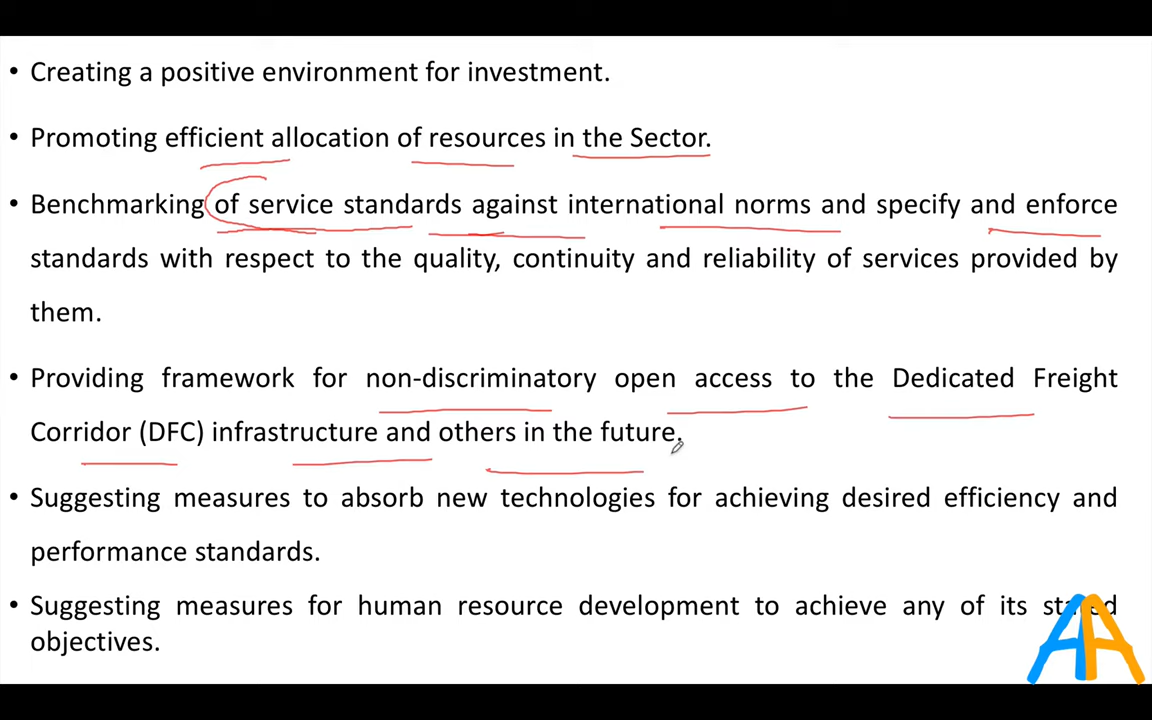 • Creating a positive environment for investment.
• Promoting efficient allocation of resources in the Sector.
• Benchmarking of service standards against international norms and specify and enforce
standards with respect to the quality, continuity and reliability of services provided by
them.
• Providing framework for non-discriminatory open access to the Dedicated Freight
Corridor (DFC) infrastructure and others in the future.
• Suggesting measures to absorb new technologies for achieving desired efficiency and
performance standards.
• Suggesting measures for human resource development to achieve any of its stated
objectives.
AA